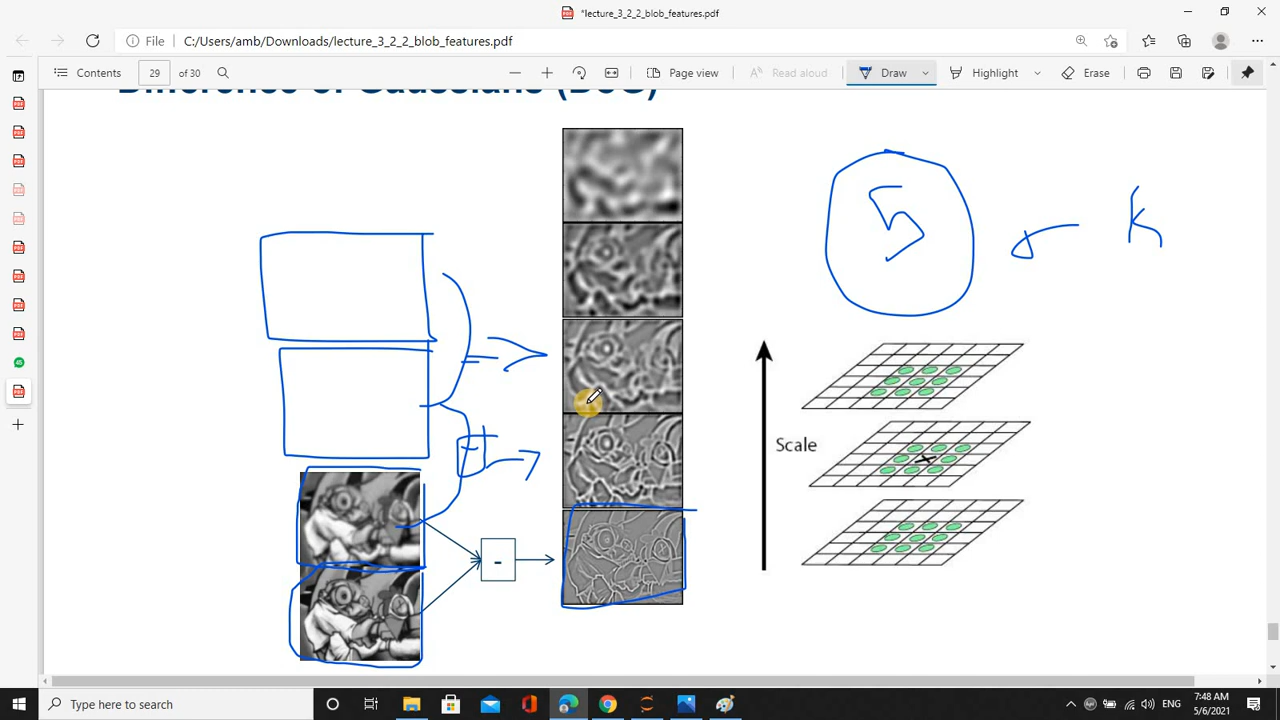 *lecture_3_2_2_blob_features.pdf
File C:/Users/amb/Downloads/lecture_3_2_2_blob_features.pdf
Contents 29 of 30 Page view Read aloud Draw Highlight Erase
Difference of Gaussians (DoG)
5 k
Scale
-
Type here to search
ENG
7:48 AM
5/6/2021